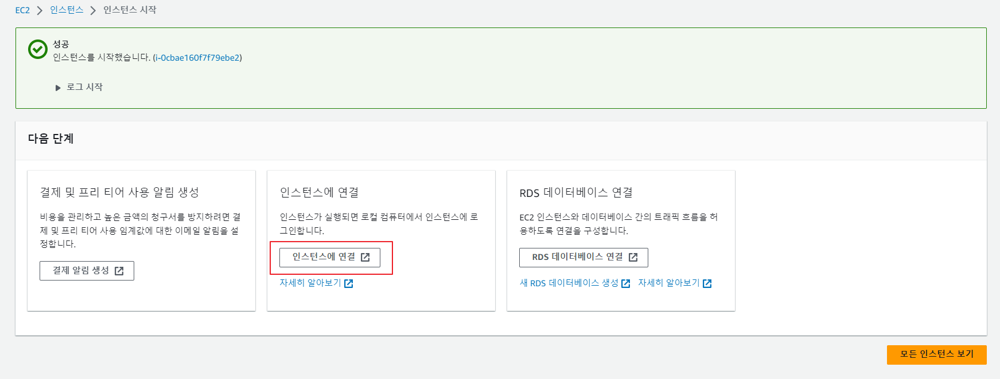 EC2 > 인스턴스 > 인스턴스 시작
성공
인스턴스를 시작했습니다. (i-0cbae160f7f79ebe2)
로그 시작
다음 단계
결제 및 프리 티어 사용 알림 생성
비용을 관리하고 높은 금액의 청구서를 방지하려면 결
제 및 프리 티어 사용 임계값에 대한 이메일 알림을 설
정합니다.
결제 알림 생성
인스턴스에 연결
인스턴스가 실행되면 로컬 컴퓨터에서 인스턴스에 로
그인합니다.
인스턴스에 연결
자세히 알아보기
RDS 데이터베이스 연결
EC2 인스턴스와 데이터베이스 간의 트래픽 흐름을 허
용하도록 연결을 구성합니다.
RDS 데이터베이스 연결
새 RDS 데이터베이스 생성 자세히 알아보기
모든 인스턴스 보기